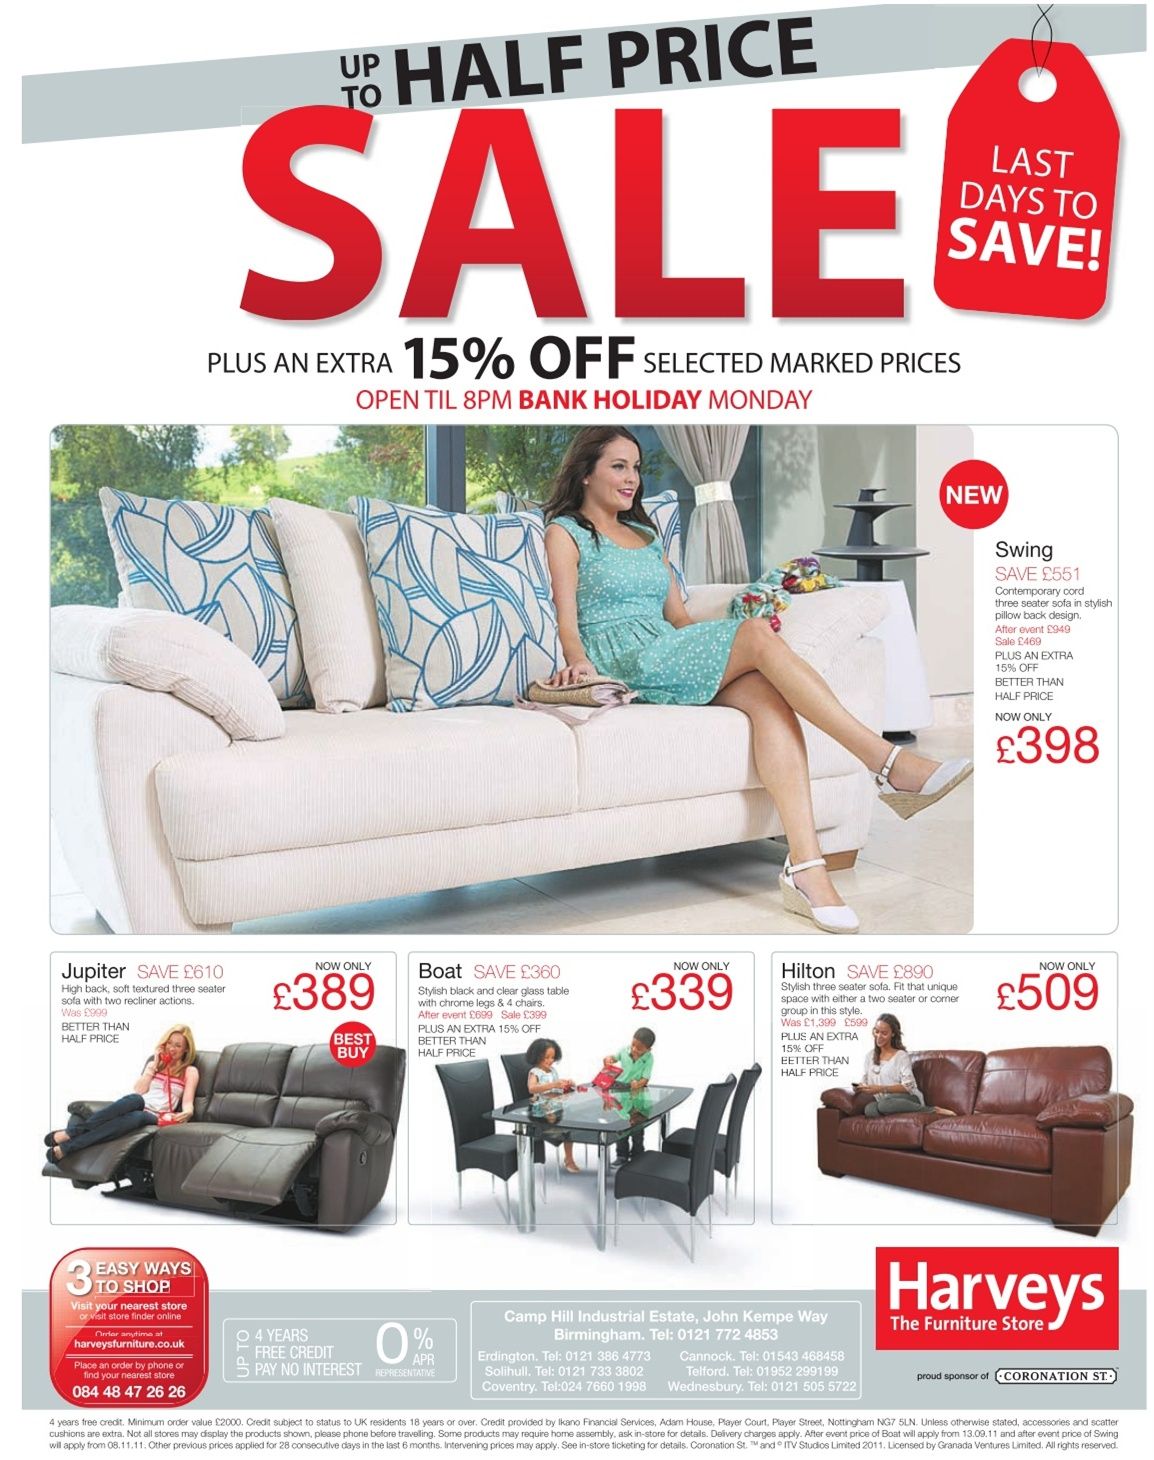 UP TO HALF PRICE
SALE
LAST
DAYS TO
SAVE!
PLUS AN EXTRA 15% OFF SELECTED MARKED PRICES
OPEN TIL 8PM BANK HOLIDAY MONDAY
NEW
Swing
SAVE £551
Contemporary cord
three seater sofa in stylish
pillow back design.
After event £949
Sale £469
PLUS AN EXTRA
15% OFF
BETTER THAN
HALF PRICE
NOW ONLY
£398
Jupiter SAVE £610
High back, soft textured three seater
sofa with two recliner actions.
Was £999
BETTER THAN
HALF PRICE
NOW ONLY
£389
BEST
BUY
Boat SAVE £360
Stylish black and clear glass table
with chrome legs & 4 chairs.
After event £699 Sale £399
PLUS AN EXTRA 15% OFF
BETTER THAN
HALF PRICE
NOW ONLY
£339
Hilton SAVE £890
Stylish three seater sofa. Fit that unique
space with either a two seater or corner
group in this style.
Was £1,399 £599
PLUS AN EXTRA
15% OFF
BETTER THAN
HALF PRICE
NOW ONLY
£509
3 EASY WAYS
TO SHOP
Visit your nearest store
or visit store finder online
Order anytime at
harveysfurniture.co.uk
Place an order by phone or
find your nearest store
084 48 47 26 26
UP TO
4 YEARS
FREE CREDIT
PAY NO INTEREST
0% APR
REPRESENTATIVE
Camp Hill Industrial Estate, John Kempe Way
Birmingham. Tel: 0121 772 4853
Erdington. Tel: 0121 386 4773 Cannock. Tel: 01543 468458
Solihull. Tel: 0121 733 3802 Telford. Tel: 01952 299199
Coventry. Tel:024 7660 1998 Wednesbury. Tel: 0121 505 5722
Harveys
The Furniture Store
proud sponsor of CORONATION ST.
4 years free credit. Minimum order value £2000. Credit subject to status to UK residents 18 years or over. Credit provided by Ikano Financial Services, Adam House, Player Court, Player Street, Nottingham NG7 5LN. Unless otherwise stated, accessories and scatter
cushions are extra. Not all stores may display the products shown, please phone before travelling. Some products may require home assembly, ask in-store for details. Delivery charges apply. After event price of Boat will apply from 13.09.11 and after event price of Swing
will apply from 08.11.11. Other previous prices applied for 28 consecutive days in the last 6 months. Intervening prices may apply. See in-store ticketing for details. Coronation St. ™ and © ITV Studios Limited 2011. Licensed by Granada Ventures Limited. All rights reserved.